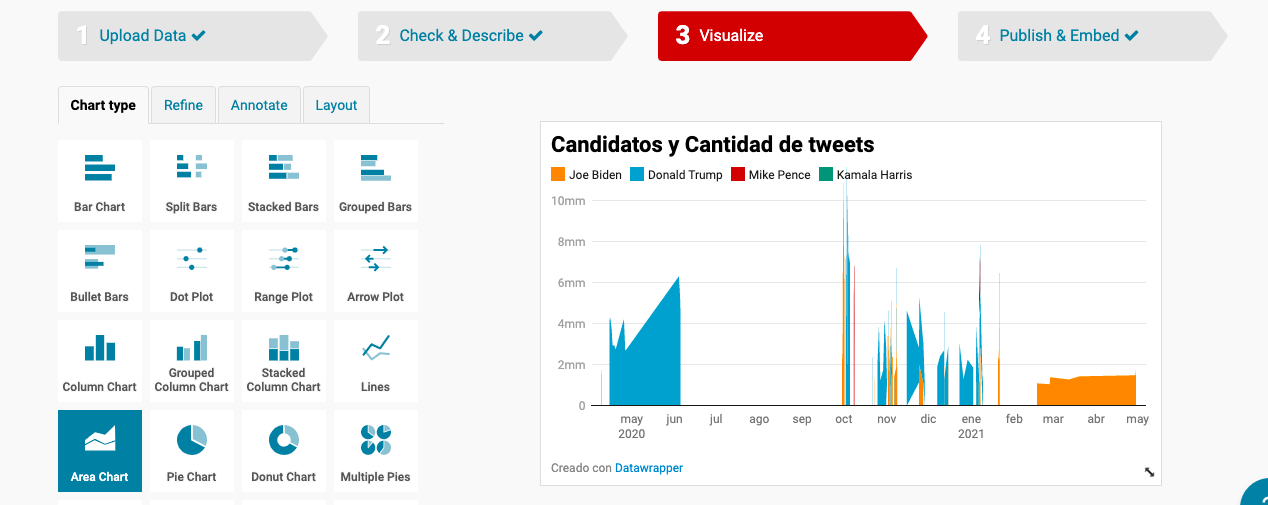 1 Upload Data
2 Check & Describe
3 Visualize
4 Publish & Embed
Chart type
Refine
Annotate
Layout
Bar Chart
Split Bars
Stacked Bars
Grouped Bars
Bullet Bars
Dot Plot
Range Plot
Arrow Plot
Column Chart
Grouped
Column Chart
Stacked
Column Chart
Lines
Area Chart
Pie Chart
Donut Chart
Multiple Pies
Candidatos y Cantidad de tweets
Joe Biden
Donald Trump
Mike Pence
Kamala Harris
10mm
8mm
6mm
4mm
2mm
0
may
2020
jun
jul
ago
sep
oct
nov
dic
ene
2021
feb
mar
abr
may
Creado con Datawrapper